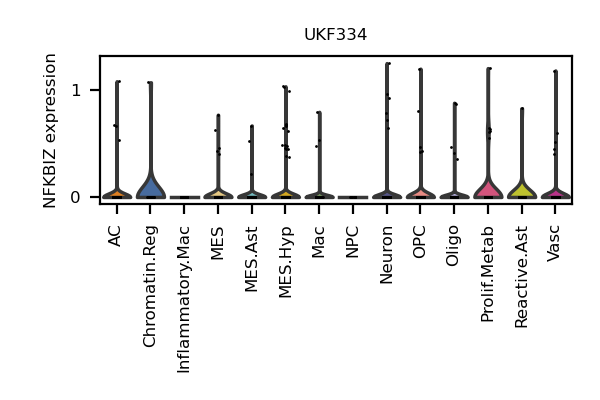 UKF334
NFKBIZ expression
1
0
AC
Chromatin.Reg
Inflammatory.Mac
MES
MES.Ast
MES.Hyp
Mac
NPC
Neuron
OPC
Oligo
Prolif.Metab
Reactive.Ast
Vasc